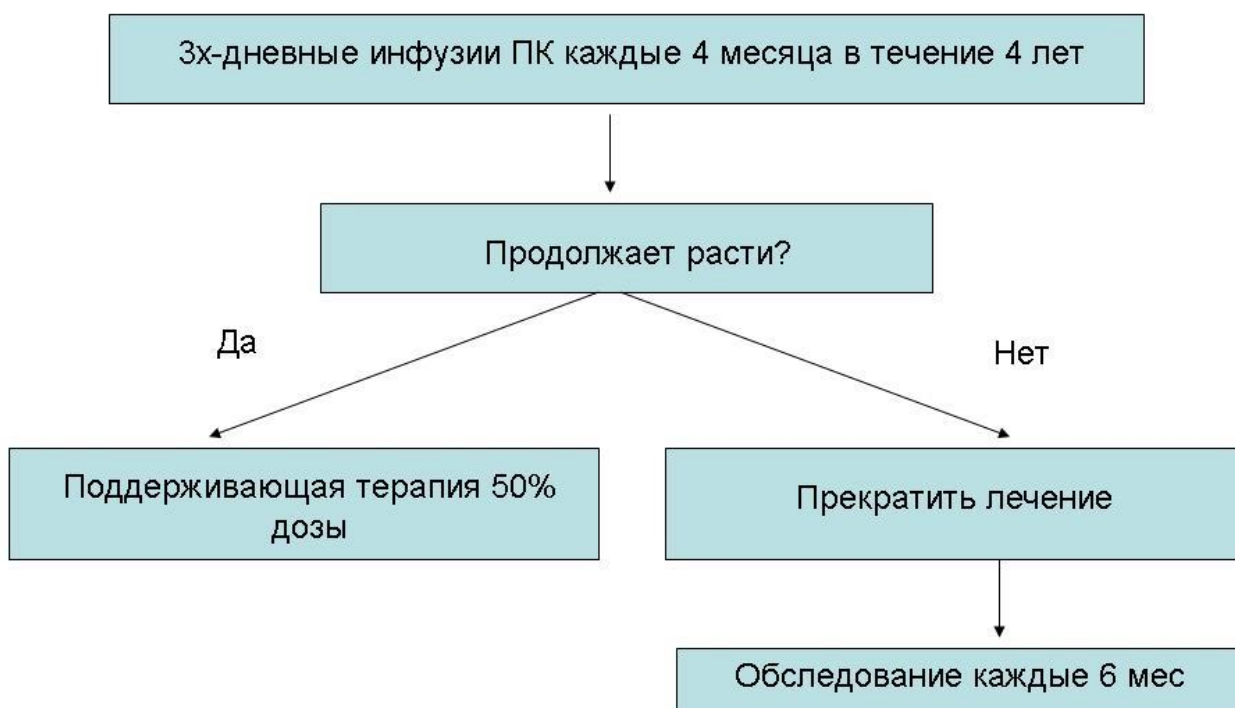 3х-дневные инфузии ПК каждые 4 месяца в течение 4 лет
Продолжает расти?
Да
Нет
Поддерживающая терапия 50%
дозы
Прекратить лечение
Обследование каждые 6 мес